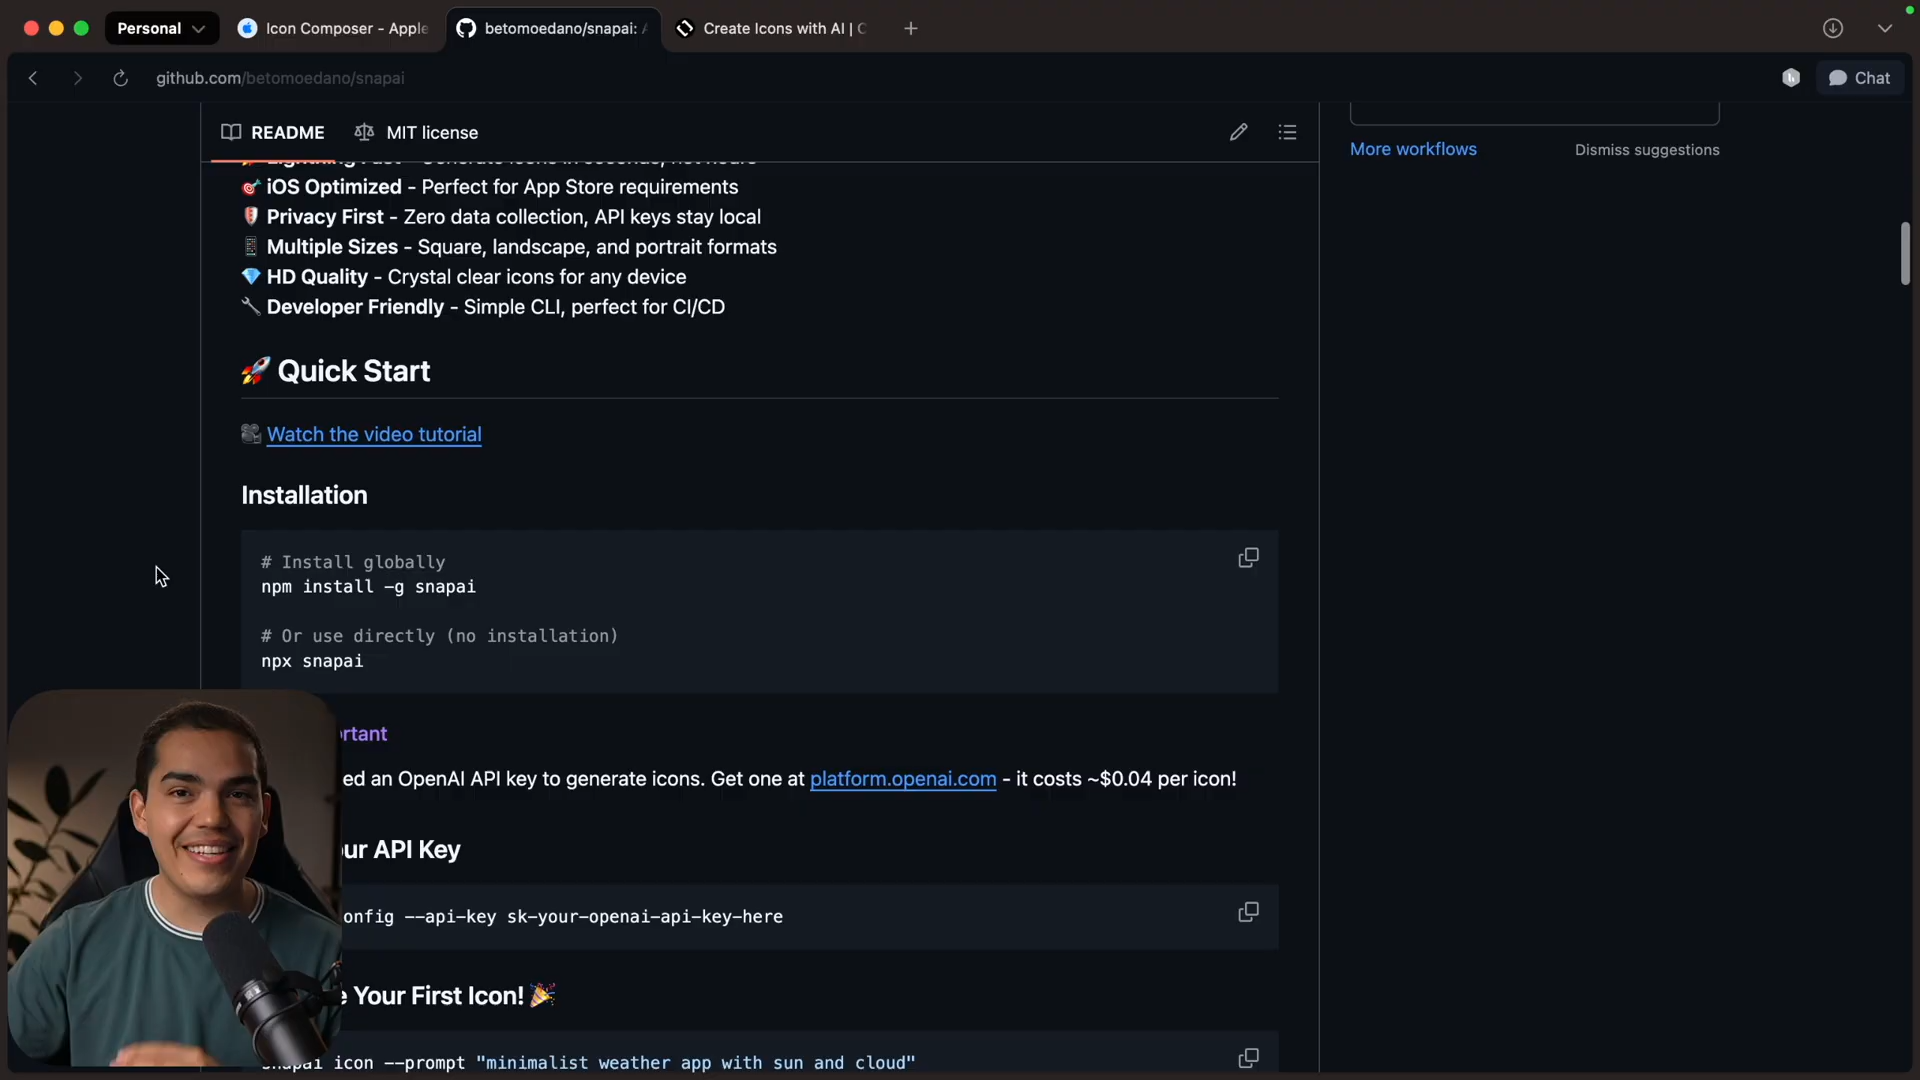 Personal
Icon Composer - Apple
betomoedano/snapai:
Create Icons with AI |
github.com/betomoedano/snapai
Chat
README
MIT license
More workflows
Dismiss suggestions
iOS Optimized - Perfect for App Store requirements
Privacy First - Zero data collection, API keys stay local
Multiple Sizes - Square, landscape, and portrait formats
HD Quality - Crystal clear icons for any device
Developer Friendly - Simple CLI, perfect for CI/CD
🚀 Quick Start
Watch the video tutorial
Installation
# Install globally
npm install -g snapai
# Or use directly (no installation)
npx snapai
rtant
ed an OpenAI API key to generate icons. Get one at platform.openai.com - it costs ~$0.04 per icon!
ur API Key
onfig --api-key sk-your-openai-api-key-here
e Your First Icon! 🎉
icon --prompt "minimalist weather app with sun and cloud"